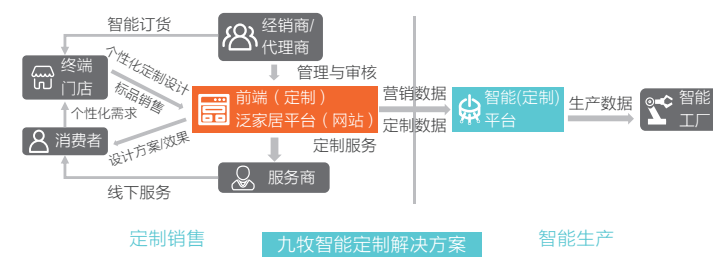 智能订货
经销商/
代理商
终端
门店
个性化定制设计
标品销售
管理与审核
个性化需求
前端（定制）
泛家居平台（网站）
营销数据
定制数据
智能(定制)
平台
生产数据
智能
工厂
消费者
设计方案/效果
定制服务
服务商
线下服务
定制销售
九牧智能定制解决方案
智能生产